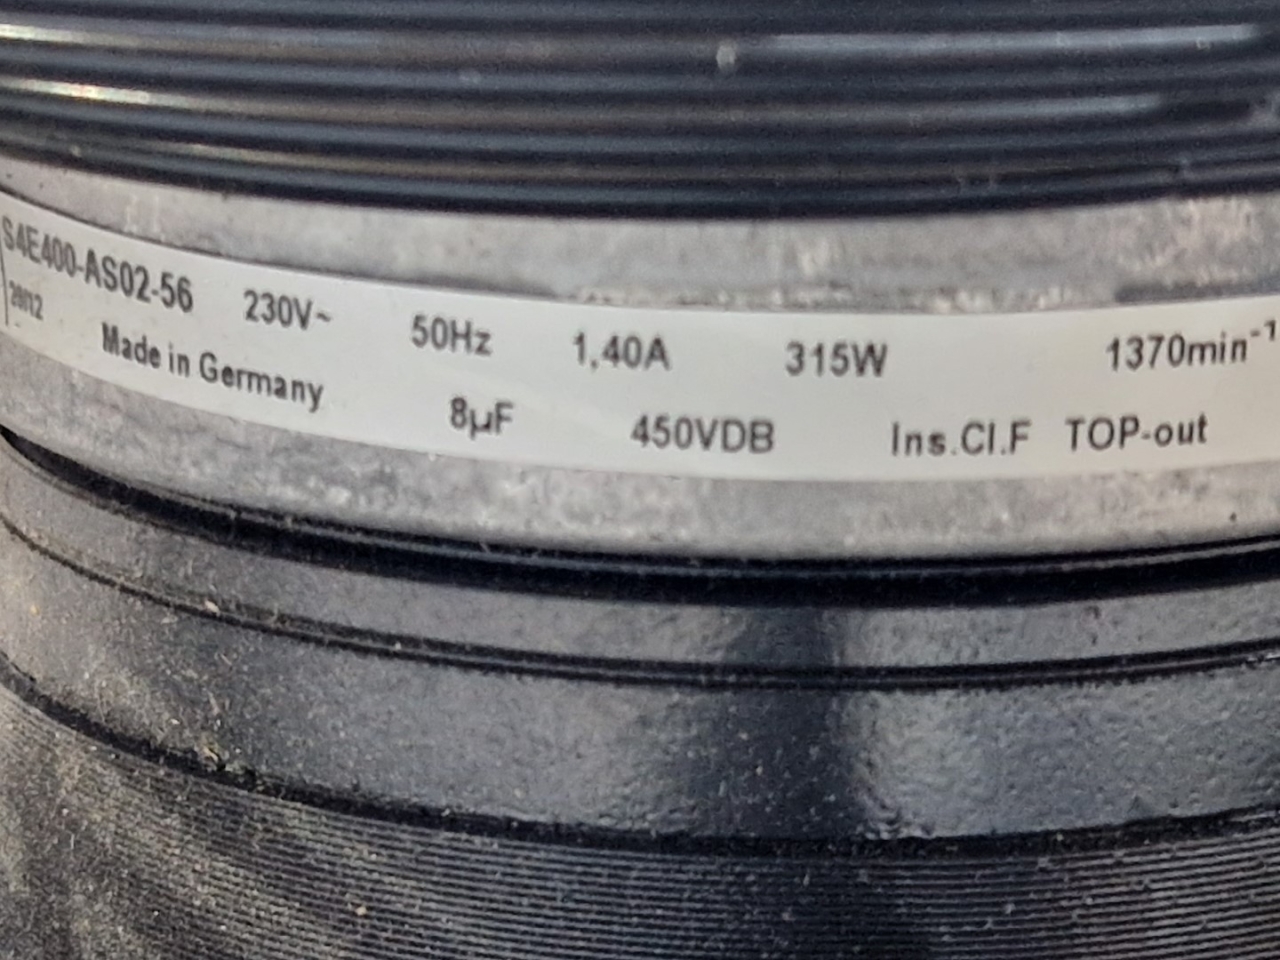 S4E400-AS02-56 230V~ 50Hz 1,40A 315W 1370min⁻¹
Made in Germany 8µF 450VDB Ins.Cl.F TOP-out